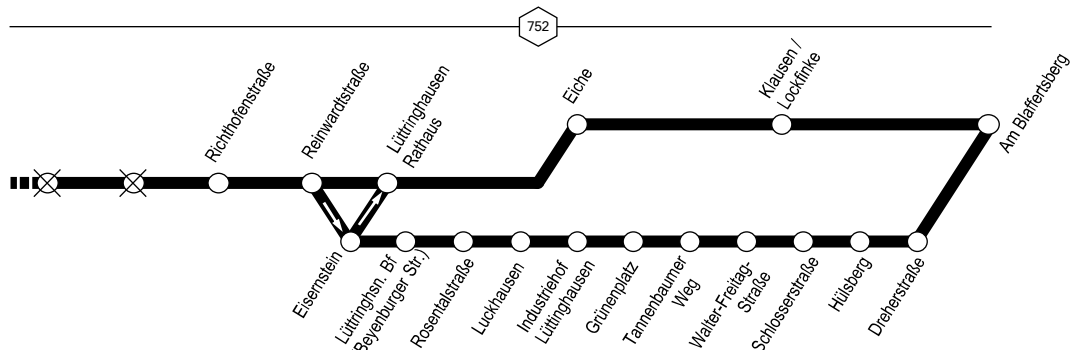 752
Richthofenstraße
Reinwardtstraße
Lüttringhausen
Rathaus
Eiche
Klausen /
Lockfinke
Am Blaffertsberg
Eisernstein
Lüttringhsn. Bf
Beyenburger Str.)
Rosentalstraße
Luckhausen
Industriehof
Lüttinghausen
Grünenplatz
Tannenbaumer
Weg
Walter-Freitag-
Straße
Schlosserstraße
Hülsberg
Dreherstraße